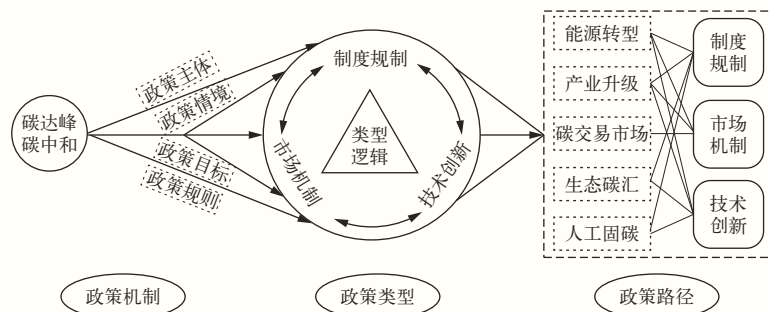 碳达峰
碳中和
政策主体
政策情境
政策目标
政策规则
制度规制
市场机制
技术创新
类型
逻辑
能源转型
产业升级
碳交易市场
生态碳汇
人工固碳
制度
规制
市场
机制
技术
创新
政策机制
政策类型
政策路径